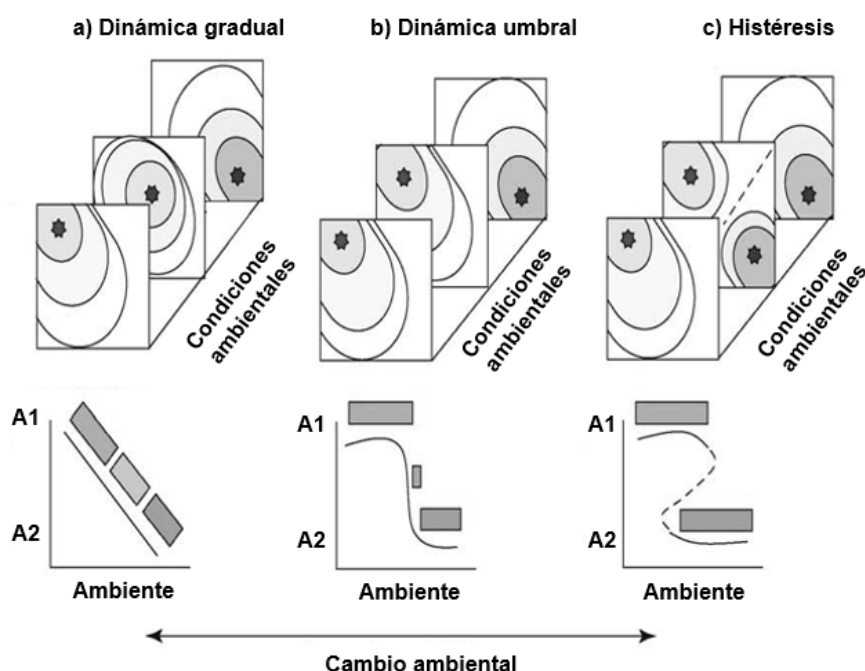 a) Dinámica gradual
b) Dinámica umbral
c) Histéresis
Condiciones
ambientales
Condiciones
ambientales
Condiciones
ambientales
A1
A2
Ambiente
A1
A2
Ambiente
A1
A2
Ambiente
Cambio ambiental